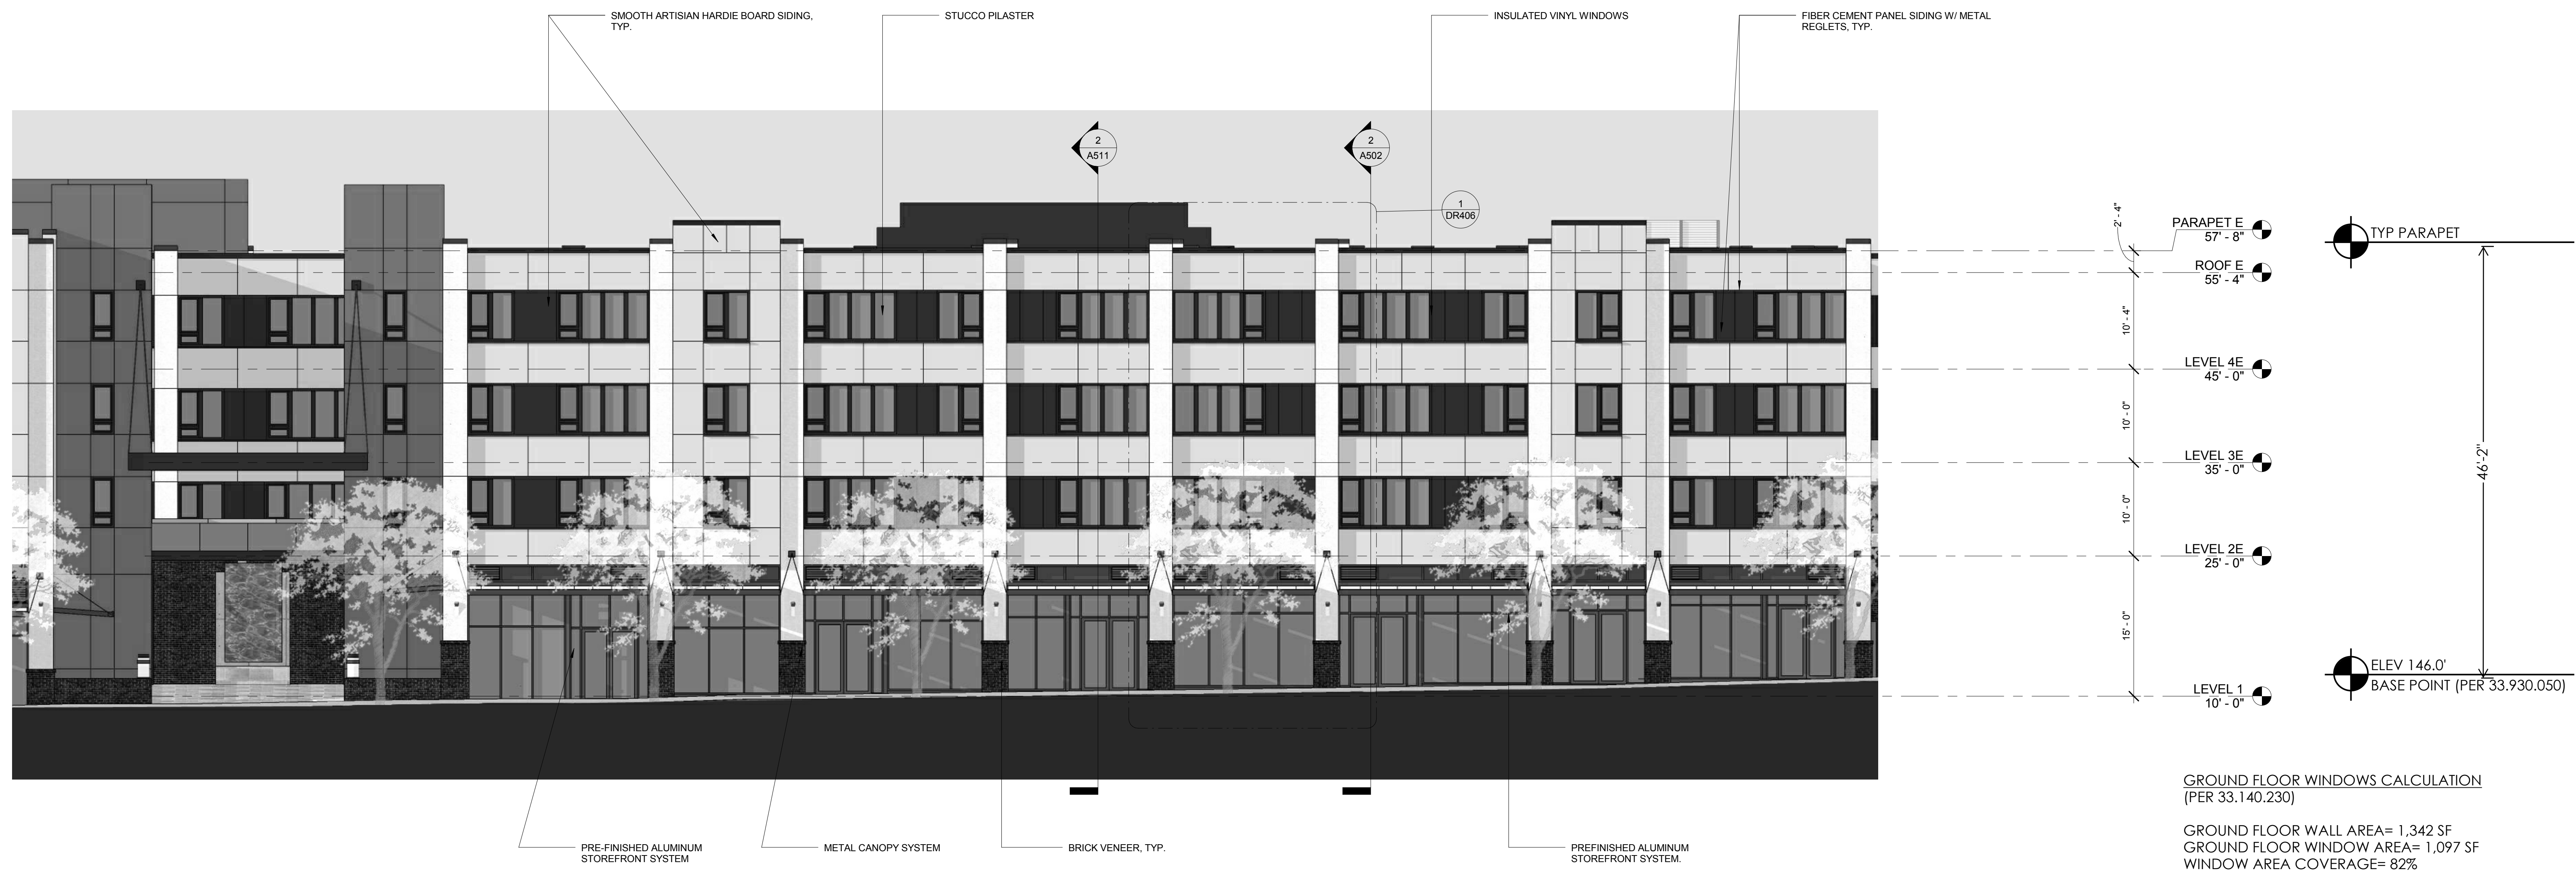 SMOOTH ARTISIAN HARDIE BOARD SIDING,
TYP.
STUCCO PILASTER
INSULATED VINYL WINDOWS
FIBER CEMENT PANEL SIDING W/ METAL
REGLETS, TYP.
2
A511
2
A502
1
DR406
2' - 4"
PARAPET E
57' - 8"
TYP PARAPET
ROOF E
55' - 4"
10' - 4"
LEVEL 4E
45' - 0"
10' - 0"
46'-2"
LEVEL 3E
35' - 0"
10' - 0"
LEVEL 2E
25' - 0"
15' - 0"
ELEV 146.0'
BASE POINT (PER 33.930.050)
LEVEL 1
10' - 0"
GROUND FLOOR WINDOWS CALCULATION
(PER 33.140.230)
GROUND FLOOR WALL AREA= 1,342 SF
GROUND FLOOR WINDOW AREA= 1,097 SF
WINDOW AREA COVERAGE= 82%
PRE-FINISHED ALUMINUM
STOREFRONT SYSTEM
METAL CANOPY SYSTEM
BRICK VENEER, TYP.
PREFINISHED ALUMINUM
STOREFRONT SYSTEM.